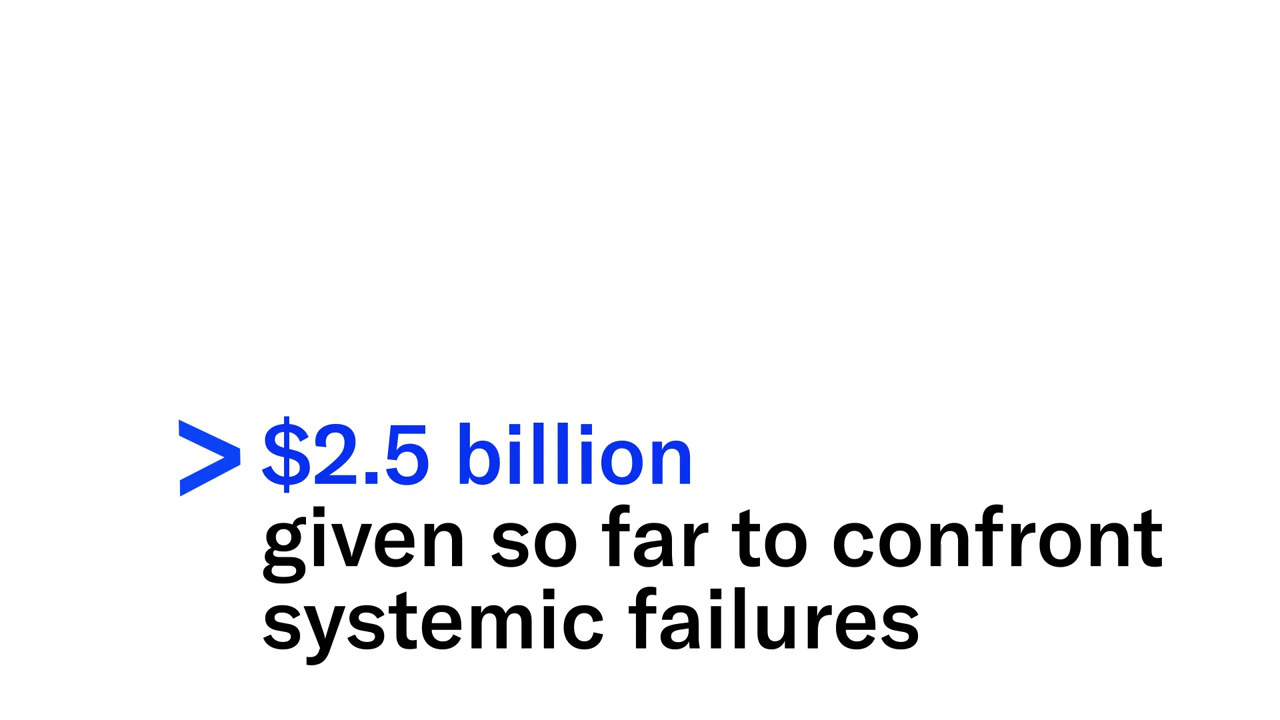 > $2.5 billion
given so far to confront
systemic failures